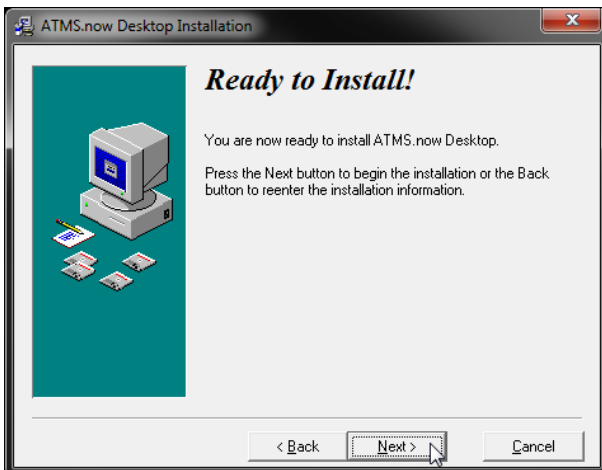 ATMS.now Desktop Installation
Ready to Install!
You are now ready to install ATMS.now Desktop.
Press the Next button to begin the installation or the Back
button to reenter the installation information.
< Back
Next >
Cancel